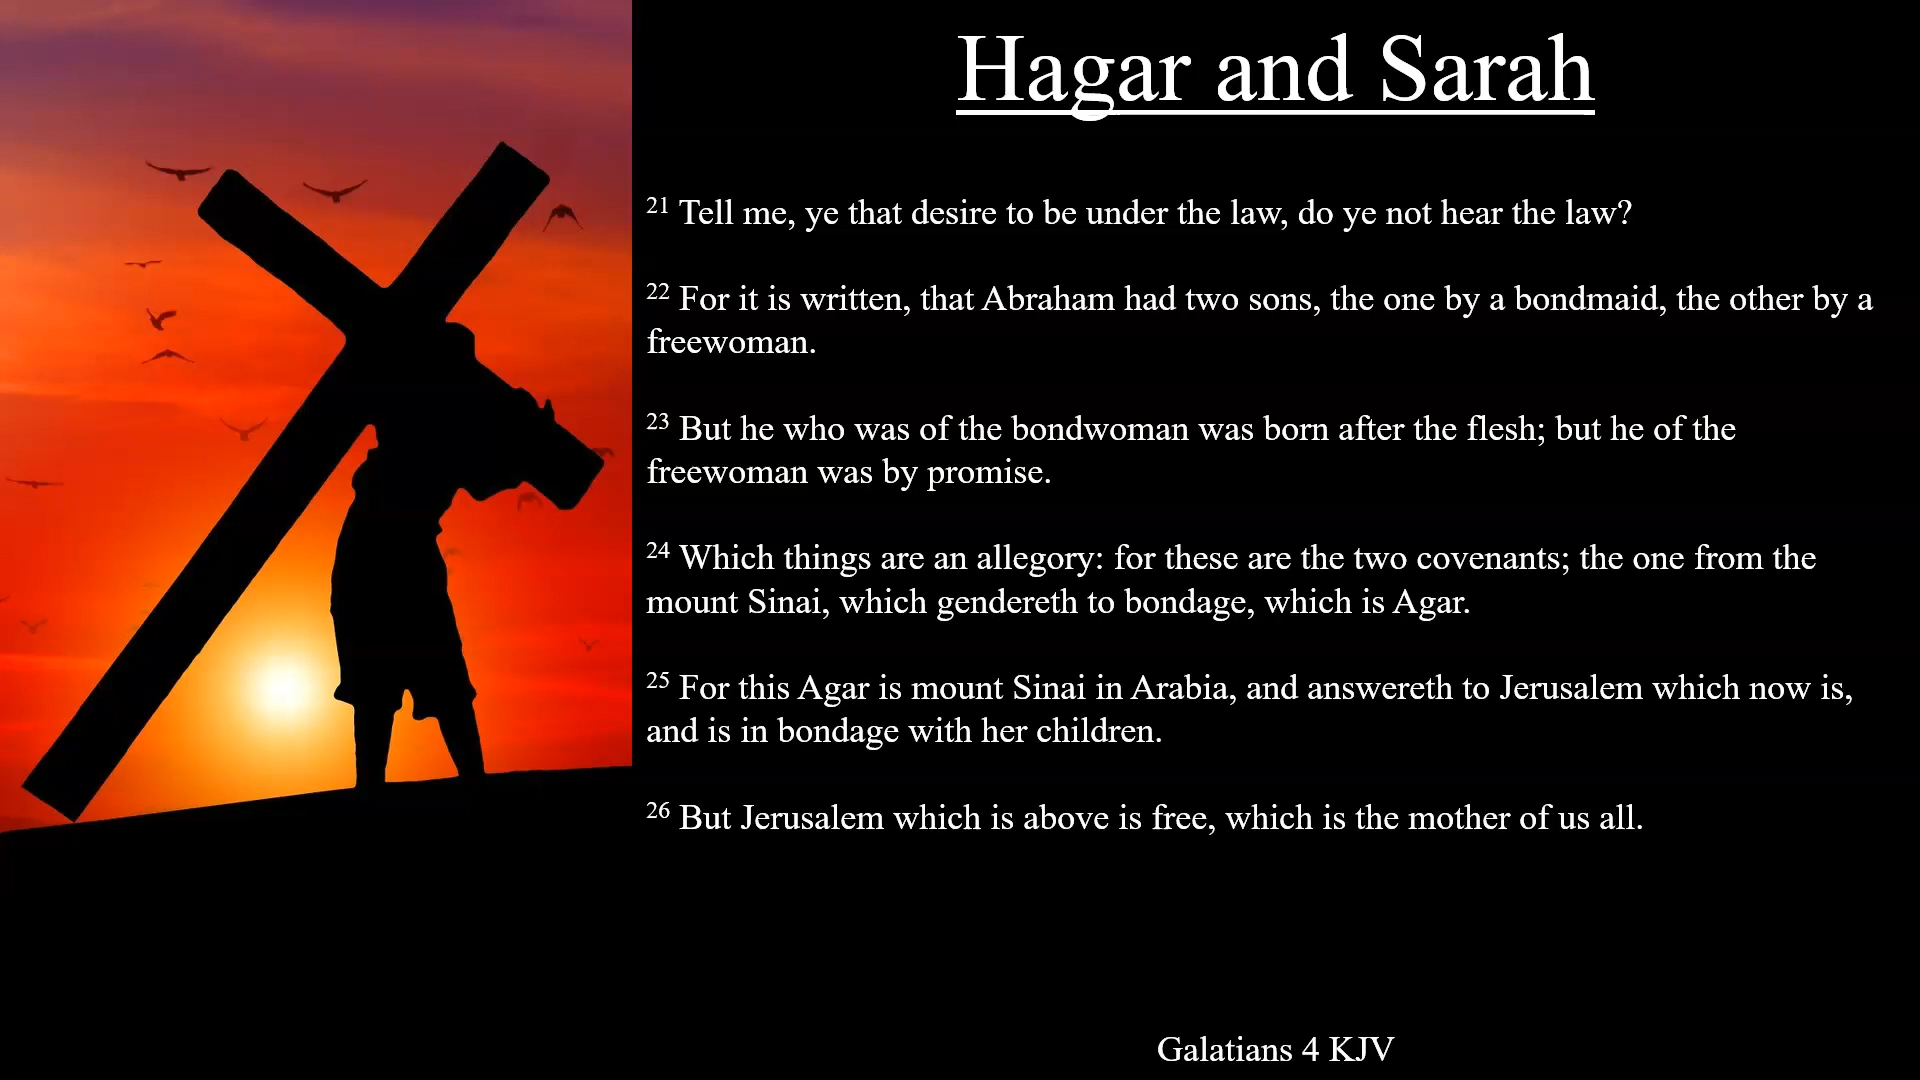 Hagar and Sarah
21 Tell me, ye that desire to be under the law, do ye not hear the law?
22 For it is written, that Abraham had two sons, the one by a bondmaid, the other by a
freewoman.
23 But he who was of the bondwoman was born after the flesh; but he of the
freewoman was by promise.
24 Which things are an allegory: for these are the two covenants; the one from the
mount Sinai, which gendereth to bondage, which is Agar.
25 For this Agar is mount Sinai in Arabia, and answereth to Jerusalem which now is,
and is in bondage with her children.
26 But Jerusalem which is above is free, which is the mother of us all.
Galatians 4 KJV